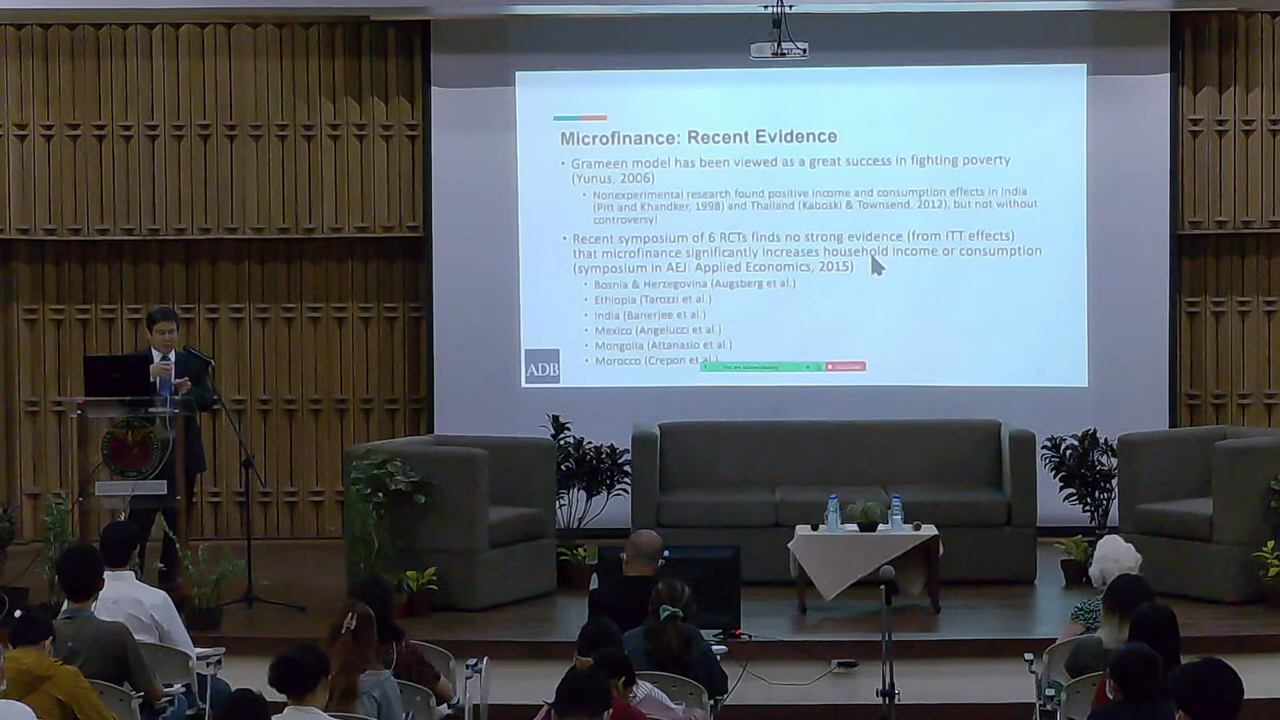 Microfinance: Recent Evidence
• Grameen model has been viewed as a great success in fighting poverty
(Yunus, 2006)
• Nonexperimental research found positive income and consumption effects in India
(Pitt and Khandker, 1998) and Thailand (Kaboski & Townsend, 2012), but not without
controversy!
• Recent symposium of 6 RCTs finds no strong evidence (from ITT effects)
that microfinance significantly increases household income or consumption
(symposium in AEJ: Applied Economics, 2015)
• Bosnia & Herzegovina (Augsberg et al.)
• Ethiopia (Tarozzi et al.)
• India (Banerjee et al.)
• Mexico (Angelucci et al.)
• Mongolia (Attanasio et al.)
• Morocco (Crepon et al.)
ADB
You are screen sharing